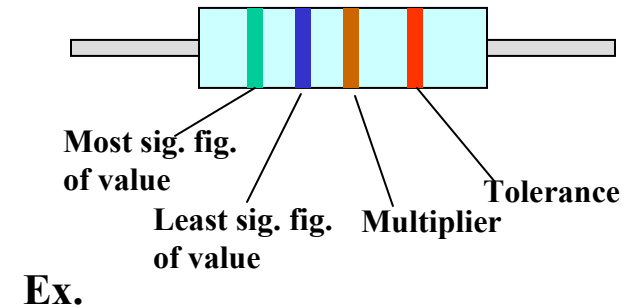 Most sig. fig.
of value
Tolerance
Least sig. fig.
of value
Multiplier
Ex.